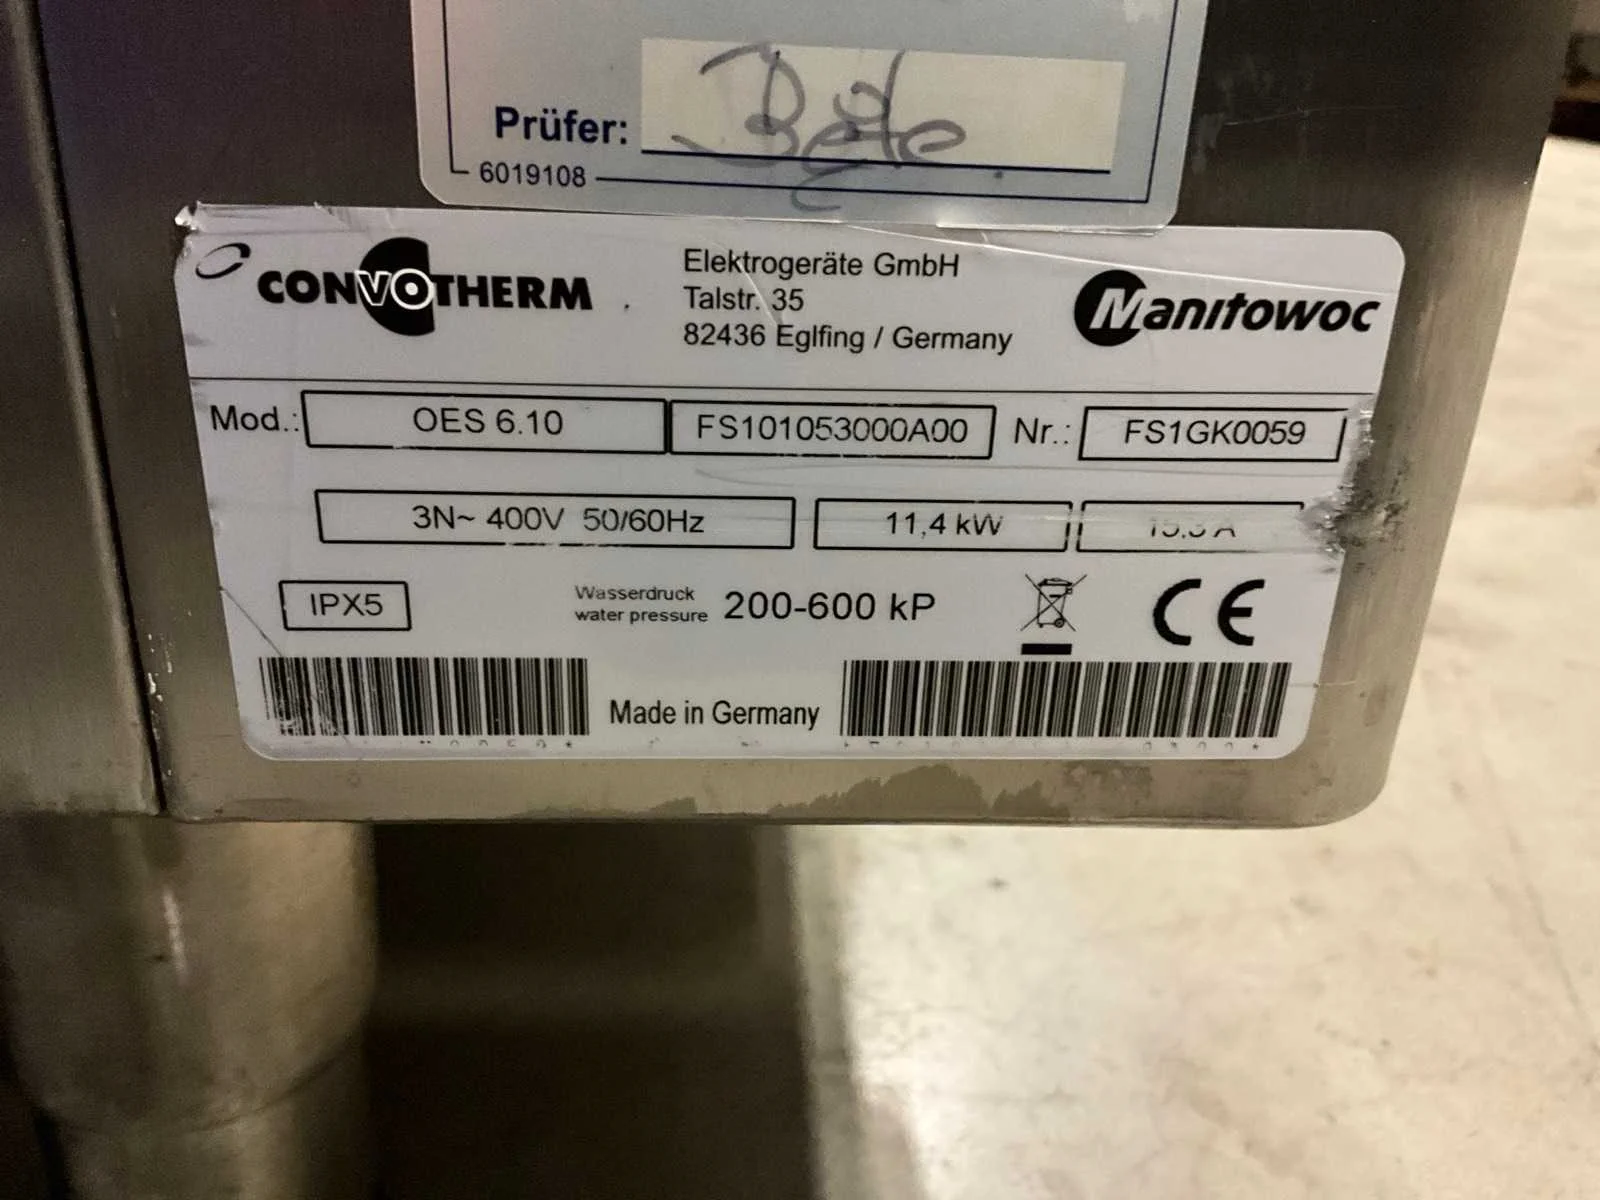 Prüfer:
6019108
CONVOTHERM
Elektrogeräte GmbH
Talstr. 35
82436 Eglfing / Germany
Manitowoc
Mod.: OES 6.10 FS101053000A00 Nr.: FS1GK0059
3N~ 400V 50/60Hz 11,4 kW
IPX5
Wasserdruck
water pressure
200-600 kP
CE
Made in Germany